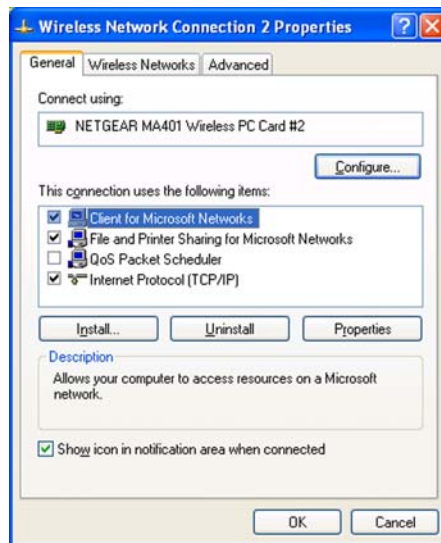 Wireless Network Connection 2 Properties
General Wireless Networks Advanced
Connect using:
NETGEAR MA401 Wireless PC Card #2
Configure...
This connection uses the following items:
Client for Microsoft Networks
File and Printer Sharing for Microsoft Networks
QoS Packet Scheduler
Internet Protocol (TCP/IP)
Install... Uninstall Properties
Description
Allows your computer to access resources on a Microsoft
network.
Show icon in notification area when connected
OK Cancel